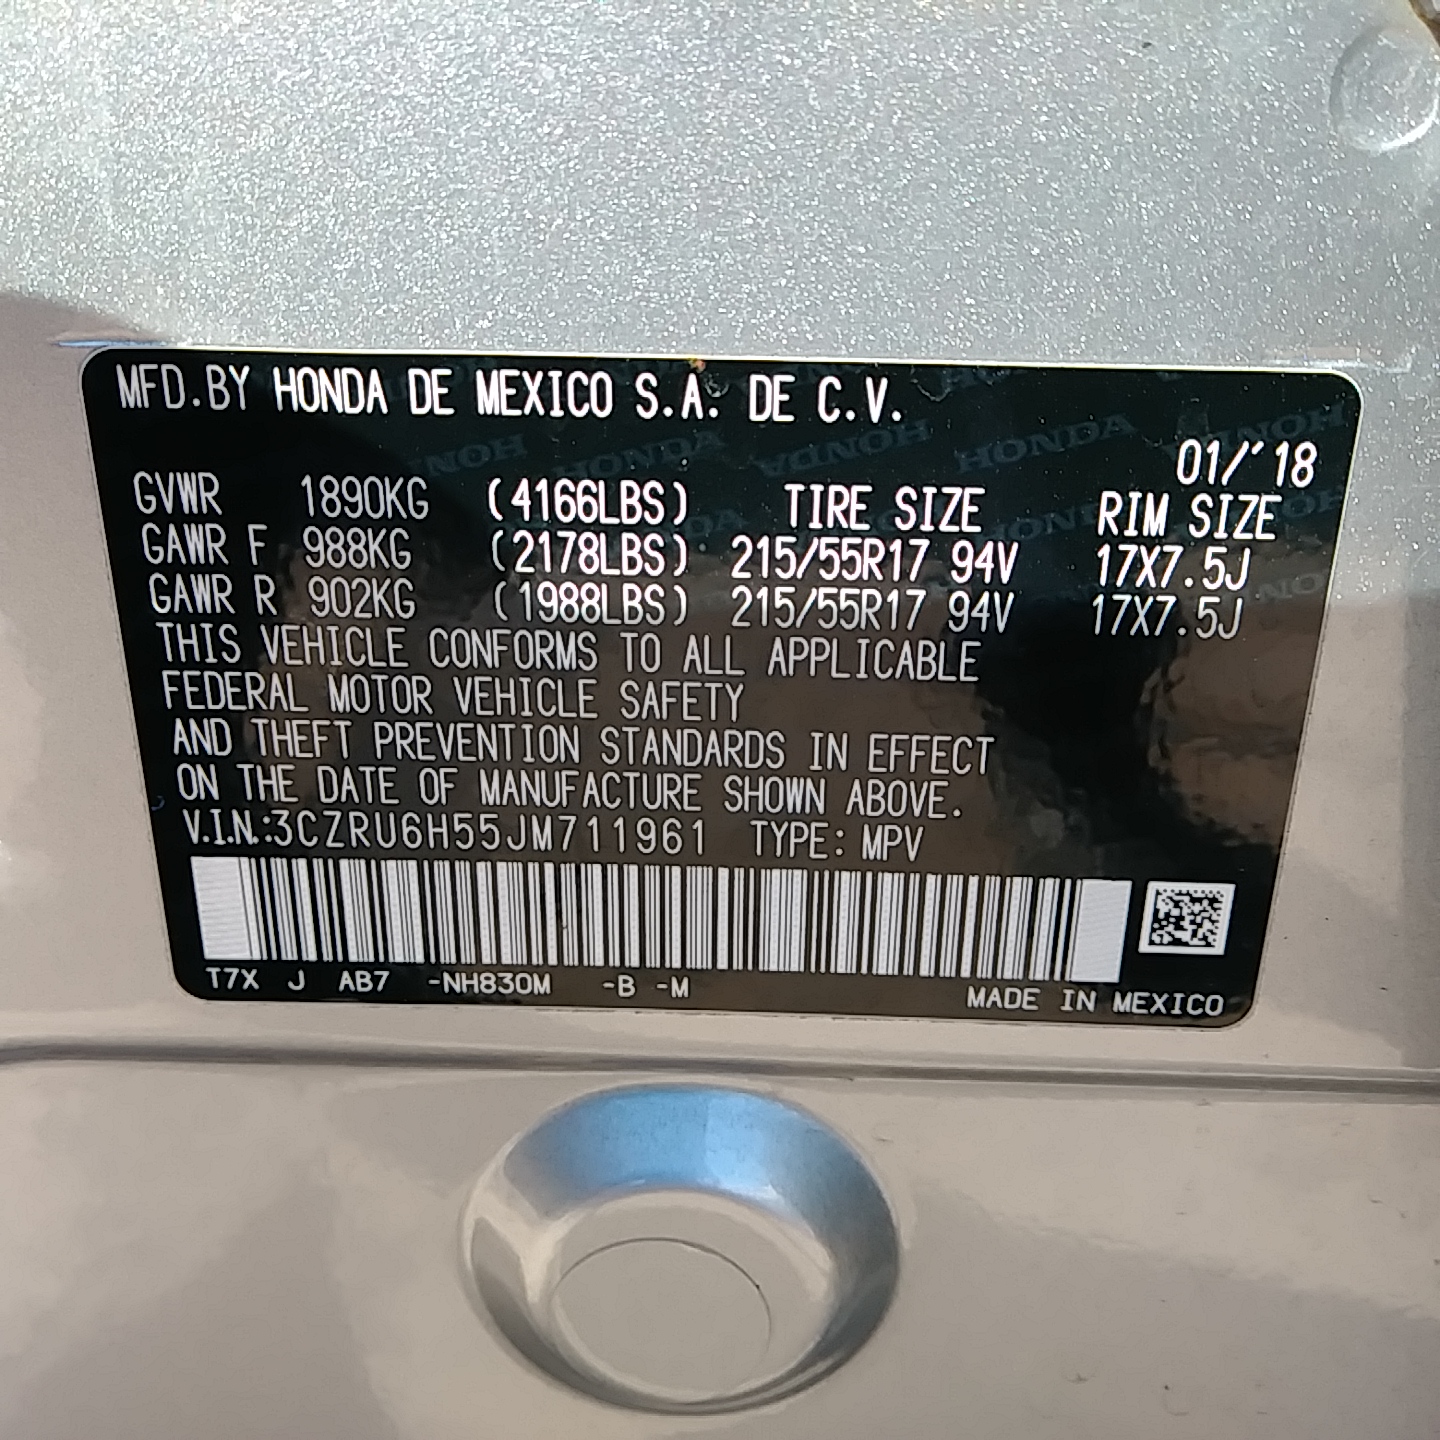 MFD.BY HONDA DE MEXICO S.A. DE C.V.
01/'18
GVWR 1890KG (4166LBS) TIRE SIZE RIM SIZE
GAWR F 988KG (2178LBS) 215/55R17 94V 17X7.5J
GAWR R 902KG (1988LBS) 215/55R17 94V 17X7.5J
THIS VEHICLE CONFORMS TO ALL APPLICABLE
FEDERAL MOTOR VEHICLE SAFETY
AND THEFT PREVENTION STANDARDS IN EFFECT
ON THE DATE OF MANUFACTURE SHOWN ABOVE.
V.I.N.:3CZRU6H55JM711961 TYPE: MPV
T7X J AB7 -NH830M -B -M
MADE IN MEXICO